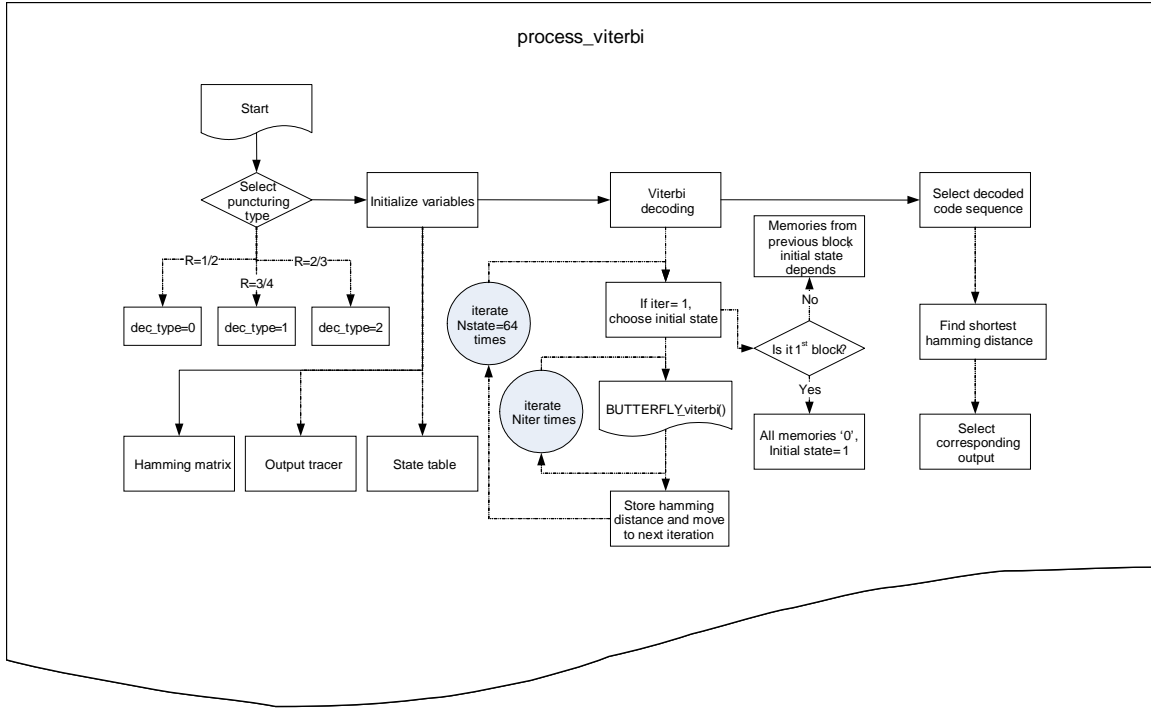 process_viterbi
Start
Select
puncturing
type
Initialize variables
Viterbi
decoding
Select decoded
code sequence
R=1/2
R=3/4
R=2/3
dec_type=0
dec_type=1
dec_type=2
Hamming matrix
Output tracer
State table
iterate
Nstate=64
times
If iter= 1,
choose initial state
Memories from
previous block,
initial state
depends
No
Is it 1st block?
Yes
All memories ‘0’,
Initial state=1
iterate
Niter times
BUTTERFLY_viterbi()
Store hamming
distance and move
to next iteration
Find shortest
hamming distance
Select
corresponding
output